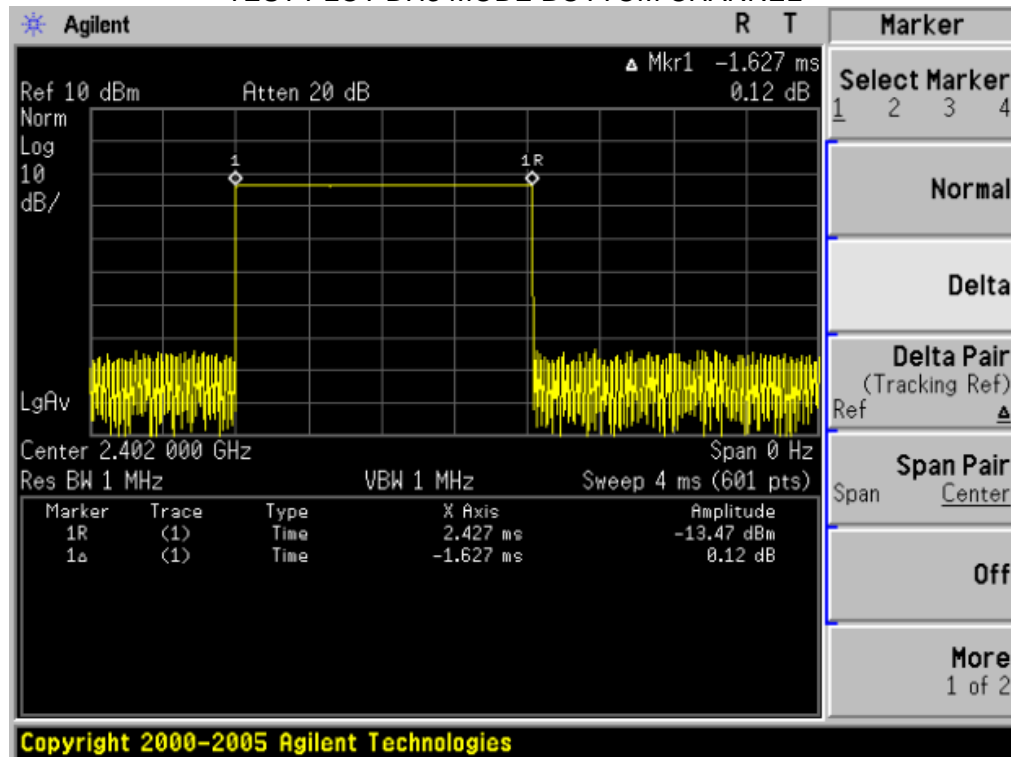 Agilent R T Marker
▲ Mkr1 -1.627 ms
Ref 10 dBm Atten 20 dB 0.12 dB
Norm
Log
10
dB/
1 1R
LgAv
Center 2.402 000 GHz Span 0 Hz
Res BW 1 MHz VBW 1 MHz Sweep 4 ms (601 pts)
Marker Trace Type X Axis Amplitude
1R (1) Time 2.427 ms -13.47 dBm
1△ (1) Time -1.627 ms 0.12 dB
Select Marker
1 2 3 4
Normal
Delta
Delta Pair
(Tracking Ref)
Ref △
Span Pair
Span Center
Off
More
1 of 2
Copyright 2000-2005 Agilent Technologies